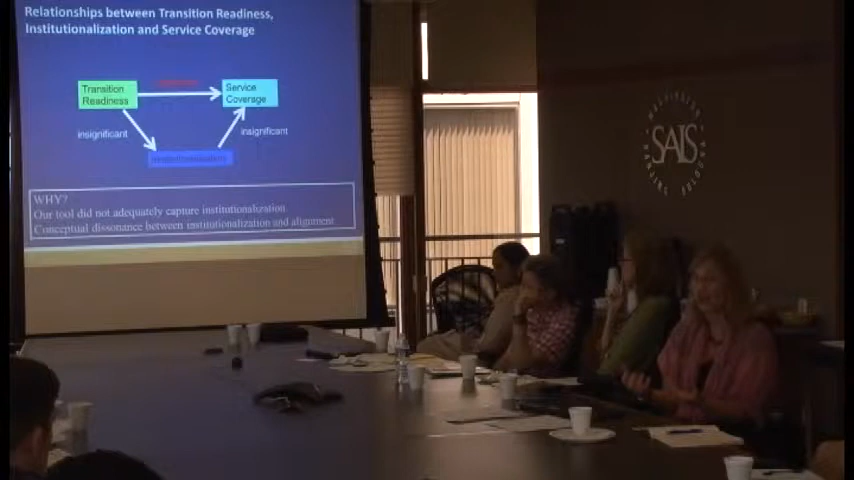 Relationships between Transition Readiness,
Institutionalization and Service Coverage
Transition
Readiness
Service
Coverage
insignificant
insignificant
WHY?
Our tool did not adequately capture institutionalization
Conceptual dissonance between institutionalization and alignment
SAIS